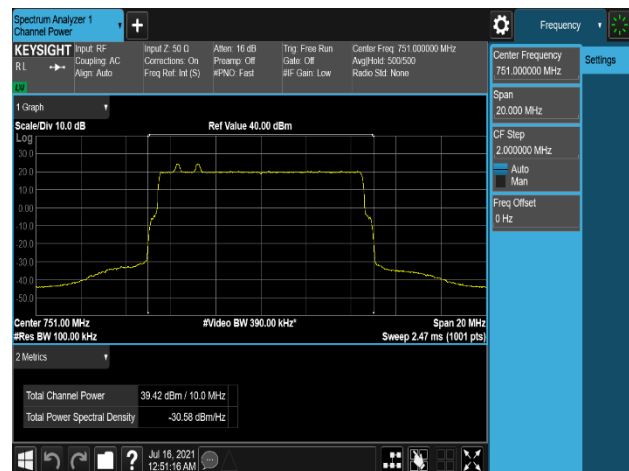 Spectrum Analyzer 1
Channel Power
Frequency
KEYSIGHT
RL
LV
Input: RF
Coupling: AC
Align: Auto
Input Z: 50 Ω
Corrections: On
Freq Ref: Int (S)
Atten: 16 dB
Preamp: Off
#PNO: Fast
Trig: Free Run
Gate: Off
#IF Gain: Low
Center Freq: 751.000000 MHz
Avg|Hold: 500/500
Radio Std: None
Center Frequency
751.000000 MHz
Settings
Span
20.000 MHz
CF Step
2.000000 MHz
Auto
Man
Freq Offset
0 Hz
1 Graph
Scale/Div 10.0 dB
Ref Value 40.00 dBm
Log
30.0
20.0
10.0
0.00
-10.0
-20.0
-30.0
-40.0
-50.0
Center 751.00 MHz
#Video BW 390.00 kHz*
Span 20 MHz
#Res BW 100.00 kHz
Sweep 2.47 ms (1001 pts)
2 Metrics
Total Channel Power 39.42 dBm / 10.0 MHz
Total Power Spectral Density -30.58 dBm/Hz
?
Jul 16, 2021
12:51:16 AM